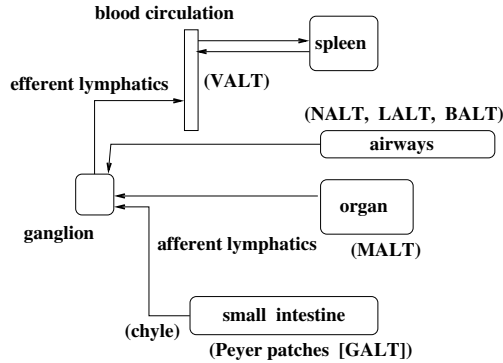 blood circulation
spleen
efferent lymphatics
(VALT)
(NALT, LALT, BALT)
airways
organ
ganglion
afferent lymphatics
(MALT)
small intestine
(chyle)
(Peyer patches [GALT])